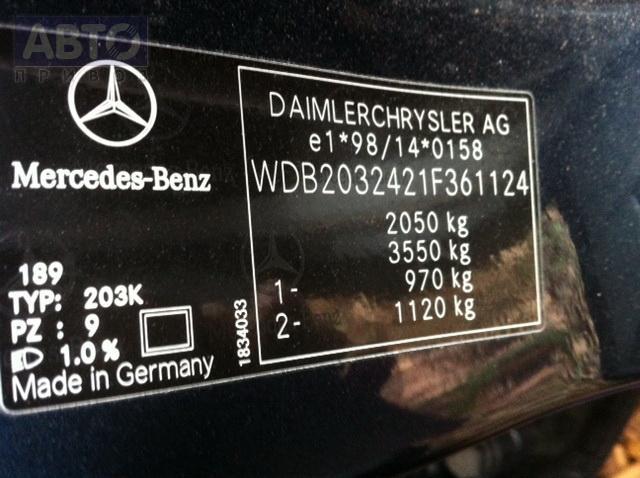 АВТО
ПРИВОЗ
Mercedes-Benz
189
TYP: 203K
PZ : 9
1.0 %
Made in Germany
1834033
DAIMLERCHRYSLER AG
e1*98/14*0158
WDB2032421F361124
2050 kg
3550 kg
1- 970 kg
2- 1120 kg